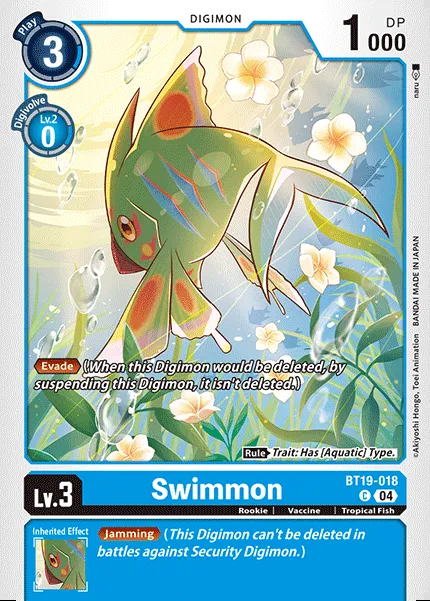 DIGIMON
Play
3
DP
1000
Digivolve
Lv.2
0
naru
©Akiyoshi Hongo, Toei Animation BANDAI MADE IN JAPAN
Evade (When this Digimon would be deleted, by
suspending this Digimon, it isn't deleted.)
Rule Trait: Has [Aquatic] Type.
BT19-018
Lv.3 Swimmon C 04
Rookie | Vaccine | Tropical Fish
Inherited Effect
Jamming (This Digimon can't be deleted in
battles against Security Digimon.)